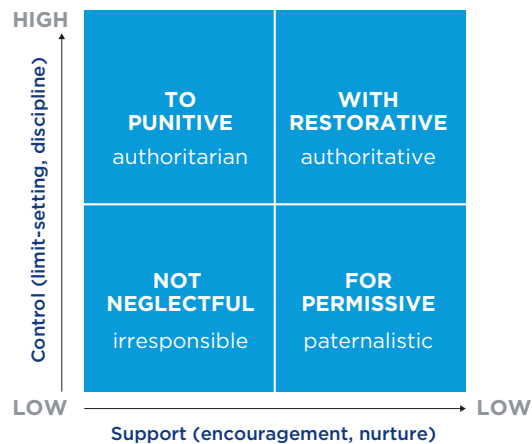 HIGH
Control (limit-setting, discipline)
TO
PUNITIVE
authoritarian
WITH
RESTORATIVE
authoritative
NOT
NEGLECTFUL
irresponsible
FOR
PERMISSIVE
paternalistic
LOW
LOW
Support (encouragement, nurture)